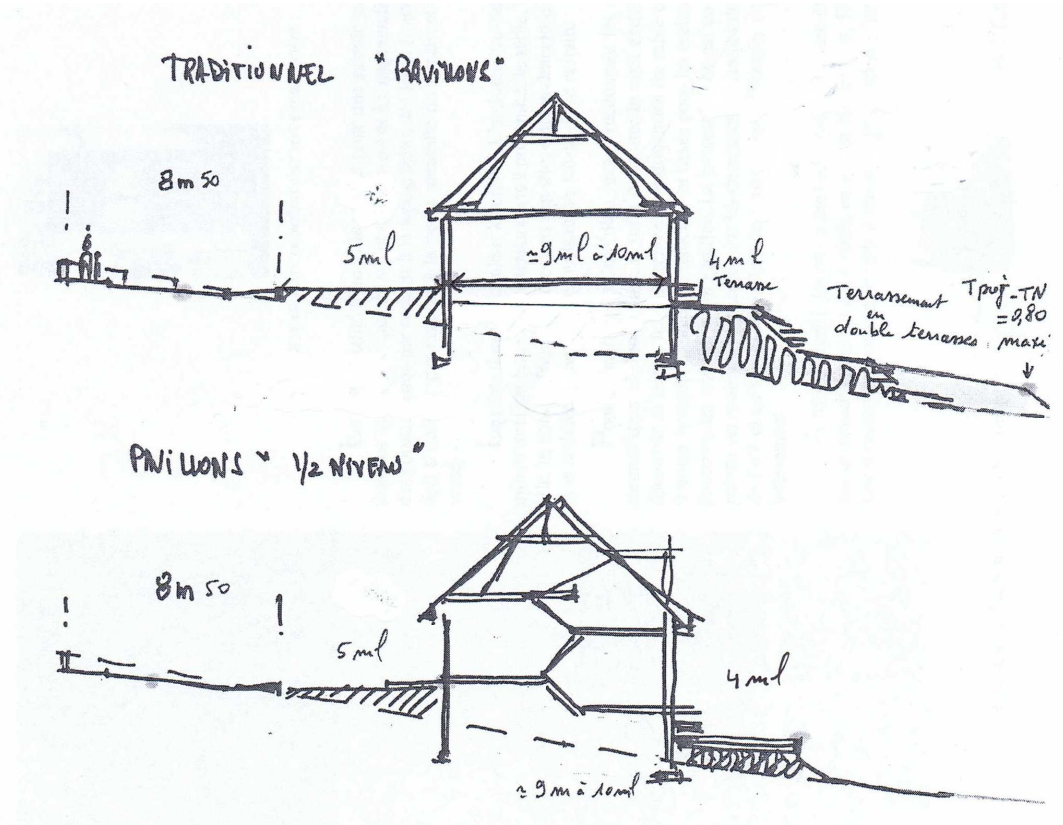 TRADITIONNEL "PAVILLONS"
8m50
5ml
≃9ml à 10ml
4ml
Terrasse
Terrassement
en
double terrasses
Tproj-TN
=0,80
maxi
PAVILLONS "1/2 NIVEAU"
8m50
5ml
4ml
≃9m à 10ml